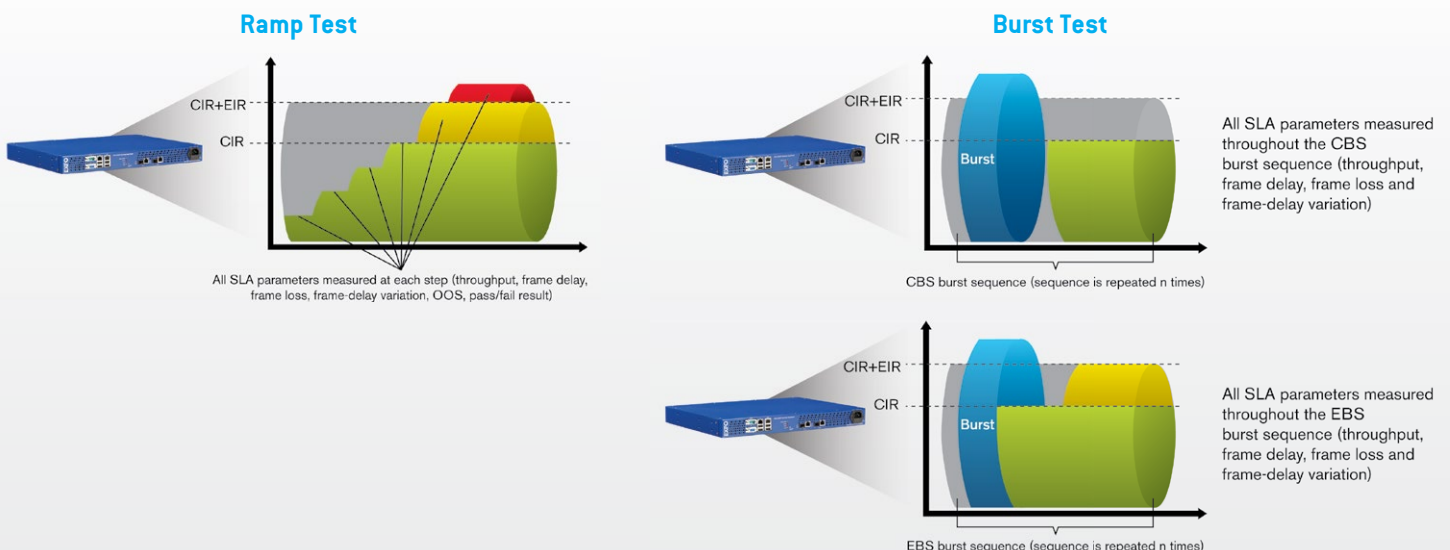 Ramp Test
CIR+EIR
CIR
EXFO
All SLA parameters measured at each step (throughput, frame delay,
frame loss, frame-delay variation, OOS, pass/fail result)
Burst Test
CIR+EIR
CIR
Burst
EXFO
CBS burst sequence (sequence is repeated n times)
All SLA parameters measured
throughout the CBS
burst sequence (throughput,
frame delay, frame loss and
frame-delay variation)
CIR+EIR
CIR
Burst
EXFO
EBS burst sequence (sequence is repeated n times)
All SLA parameters measured
throughout the EBS
burst sequence (throughput,
frame delay, frame loss and
frame-delay variation)